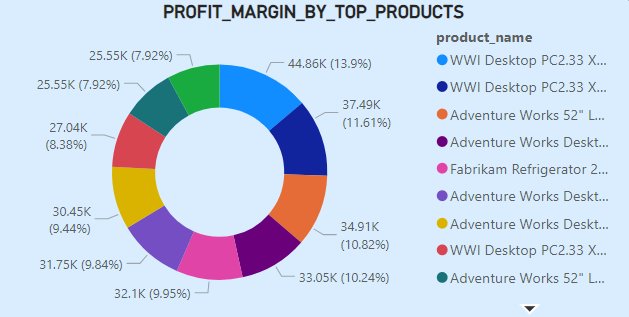 PROFIT_MARGIN_BY_TOP_PRODUCTS
44.86K (13.9%)
37.49K
(11.61%)
34.91K
(10.82%)
33.05K (10.24%)
32.1K (9.95%)
31.75K (9.84%)
30.45K
(9.44%)
27.04K
(8.38%)
25.55K (7.92%)
25.55K (7.92%)
product_name
WWI Desktop PC2.33 X...
WWI Desktop PC2.33 X...
Adventure Works 52" L...
Adventure Works Deskt...
Fabrikam Refrigerator 2...
Adventure Works Deskt...
Adventure Works Deskt...
WWI Desktop PC2.33 X...
Adventure Works 52" L...